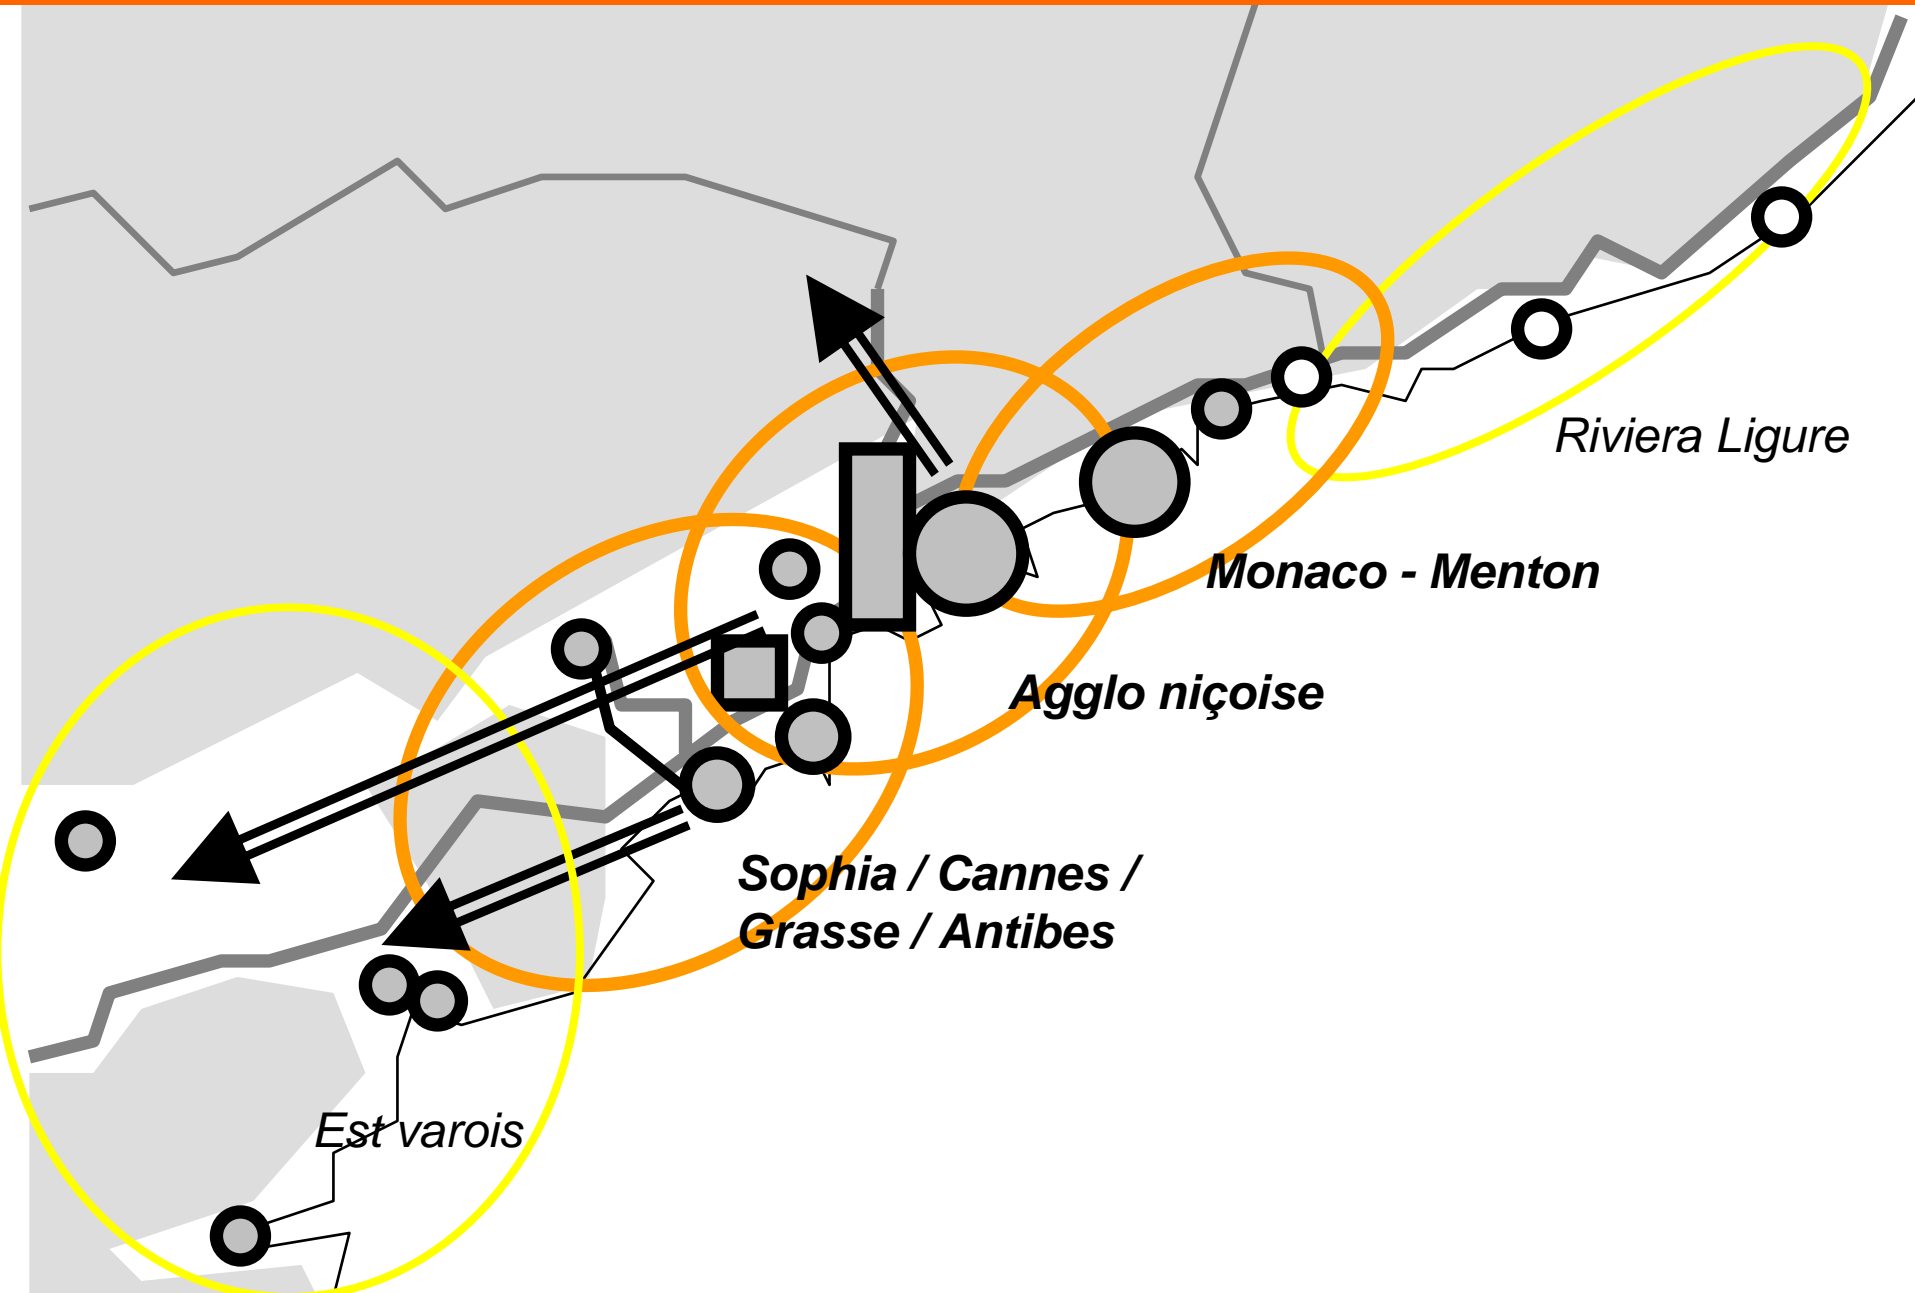 Riviera Ligure
Monaco - Menton
Agglo niçoise
Sophia / Cannes /
Grasse / Antibes
Est varois